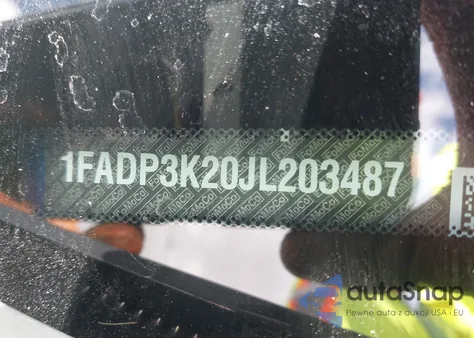 1FADP3K20JL203487
autoSnap
Pewne auta z aukcji USA - EU